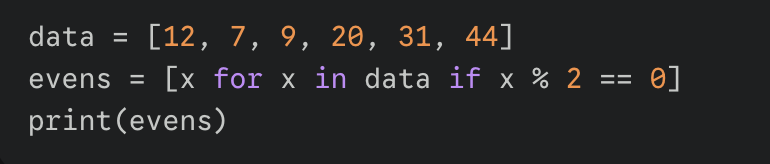 data = [12, 7, 9, 20, 31, 44]
evens = [x for x in data if x % 2 == 0]
print(evens)